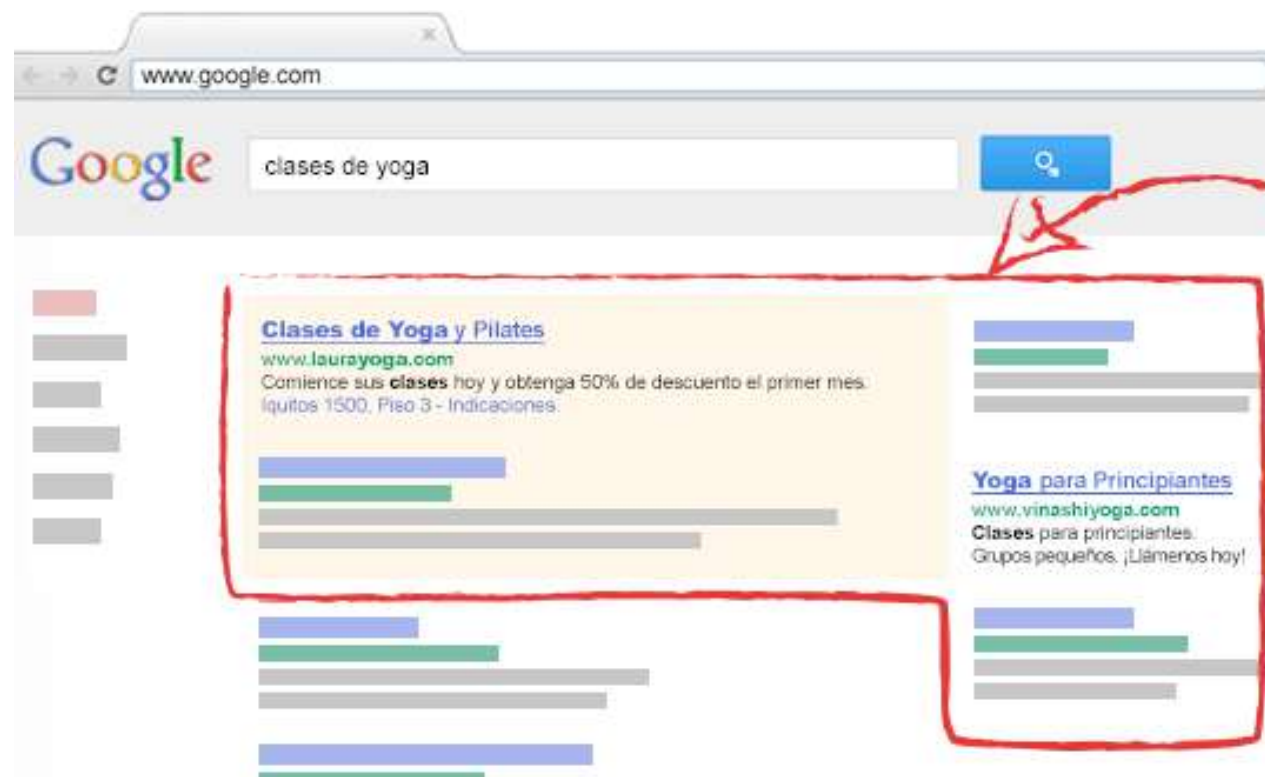 www.google.com
Google
clases de yoga
Clases de Yoga y Pilates
www.laurayoga.com
Comience sus clases hoy y obtenga 50% de descuento el primer mes.
Iquitos 1500, Piso 3 - Indicaciones
Yoga para Principiantes
www.vinashiyoga.com
Clases para principiantes.
Grupos pequeños. ¡Llámenos hoy!